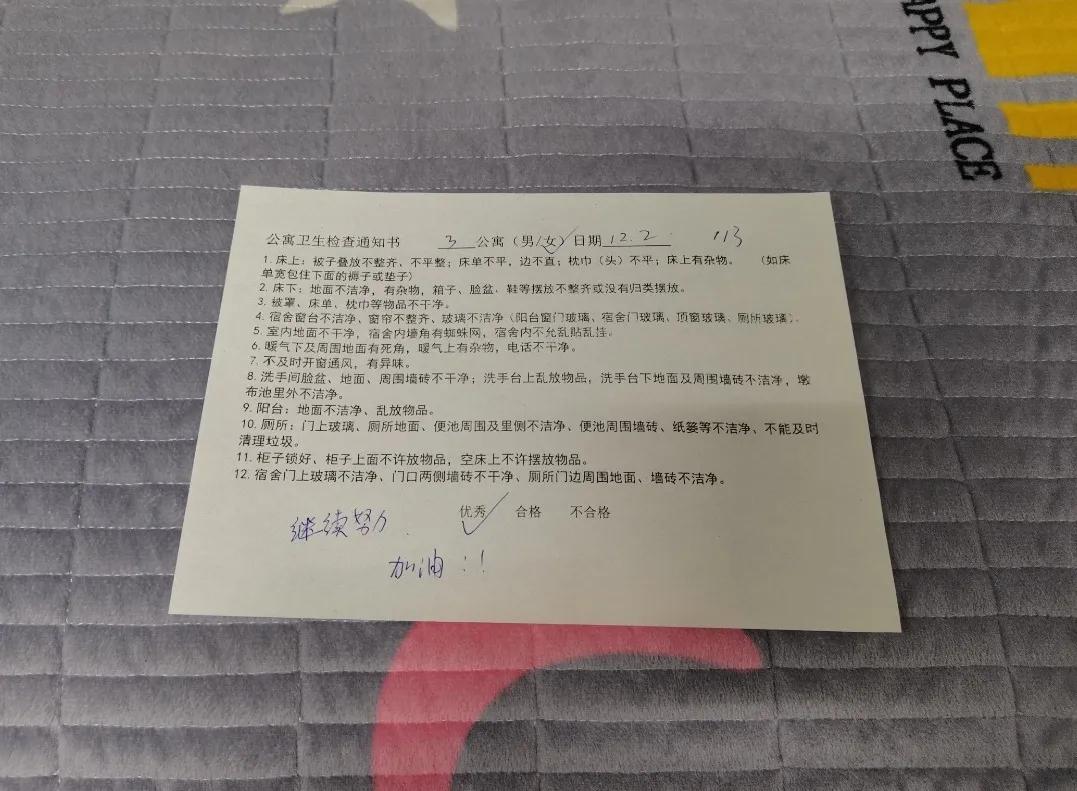 APPY PLACE
公寓卫生检查通知书 3 公寓（男/女）日期 12.2. 113
1.床上：被子叠放不整齐、不平整；床单不平，边不直；枕巾（头）不平；床上有杂物。 （如床
单宽包住下面的褥子或垫子）
2.床下：地面不洁净，有杂物，箱子、脸盆、鞋等摆放不整齐或没有归类摆放。
3、被罩、床单、枕巾等物品不干净。
4、宿舍窗台不洁净、窗帘不整齐、玻璃不洁净（阳台窗门玻璃、宿舍门玻璃、顶窗玻璃、厕所玻璃）。
5、室内地面不干净，宿舍内墙角有蜘蛛网，宿舍内不允乱贴乱挂。
6、暖气下及周围地面有死角，暖气上有杂物，电话不干净。
7、不及时开窗通风，有异味。
8、洗手间脸盆、地面、周围墙砖不干净；洗手台上乱放物品，洗手台下地面及周围墙砖不洁净，墩
布池里外不洁净。
9、阳台：地面不洁净、乱放物品。
10、厕所：门上玻璃、厕所地面、便池周围及里侧不洁净、便池周围墙砖、纸篓等不洁净、不能及时
清理垃圾。
11、柜子锁好、柜子上面不许放物品，空床上不许摆放物品。
12、宿舍门上玻璃不洁净、门口两侧墙砖不干净、厕所门边周围地面、墙砖不洁净。
优秀 合格 不合格
继续努力.
加油！！